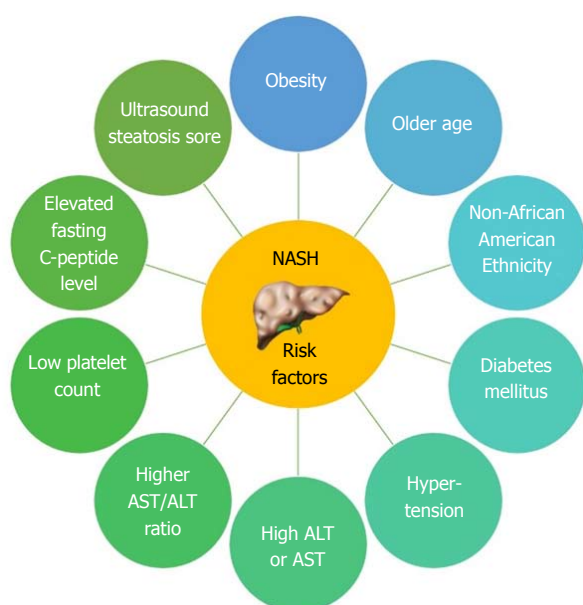 Obesity
Older age
Non-African
American
Ethnicity
Diabetes
mellitus
Hyper-
tension
High ALT
or AST
Higher
AST/ALT
ratio
Low platelet
count
Elevated
fasting
C-peptide
level
Ultrasound
steatosis sore
NASH
Risk
factors